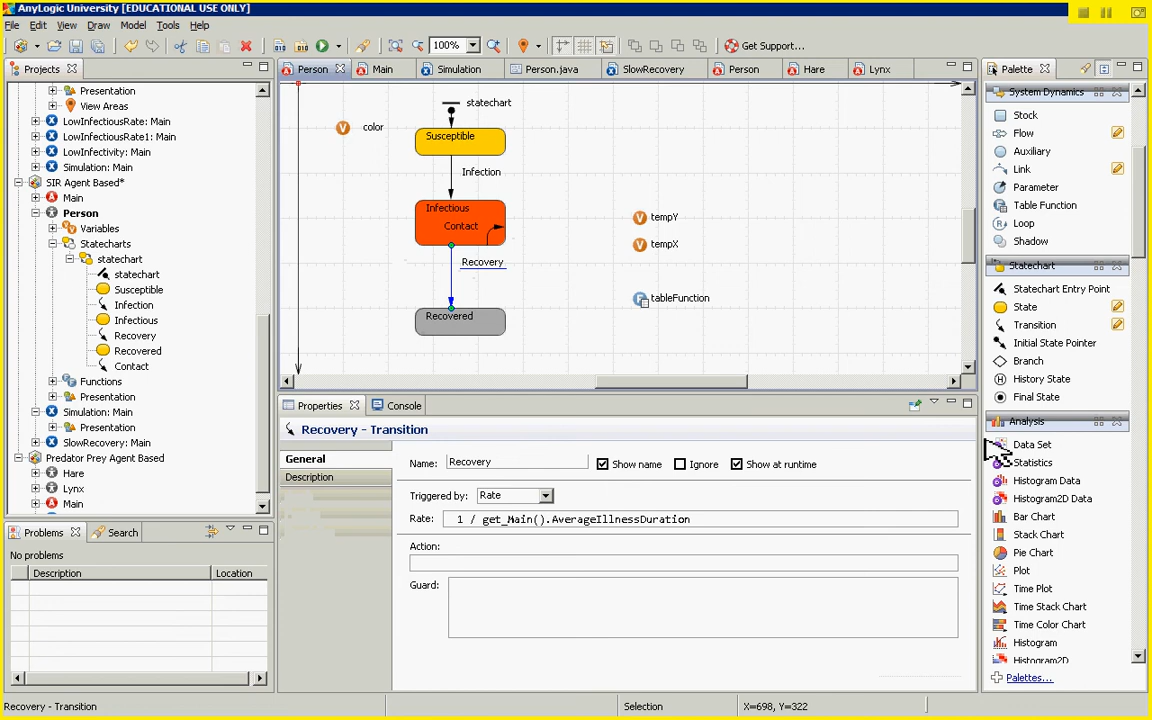 AnyLogic University [EDUCATIONAL USE ONLY]
File Edit View Draw Model Tools Help
100% Get Support...
Projects
Presentation
View Areas
LowInfectiousRate: Main
LowInfectiousRate1: Main
LowInfectivity: Main
Simulation: Main
SIR Agent Based*
Main
Person
Variables
Statecharts
statechart
statechart
Susceptible
Infection
Infectious
Recovery
Recovered
Contact
Functions
Presentation
Simulation: Main
Presentation
SlowRecovery: Main
Predator Prey Agent Based
Hare
Lynx
Main
Problems Search
No problems
Description Location
Person Main Simulation Person.java SlowRecovery Person Hare Lynx
statechart
color
Susceptible
Infection
Infectious
Contact
Recovery
Recovered
tempY
tempX
tableFunction
Properties Console
Recovery - Transition
General
Description
Name: Recovery Show name Ignore Show at runtime
Triggered by: Rate
Rate: 1 / get_Main().AverageIllnessDuration
Action:
Guard:
Palette
System Dynamics
Stock
Flow
Auxiliary
Link
Parameter
Table Function
Loop
Shadow
Statechart
Statechart Entry Point
State
Transition
Initial State Pointer
Branch
History State
Final State
Analysis
Data Set
Statistics
Histogram Data
Histogram2D Data
Bar Chart
Stack Chart
Pie Chart
Plot
Time Plot
Time Stack Chart
Time Color Chart
Histogram
Histogram2D
Palettes...
Recovery - Transition Selection X=698, Y=322